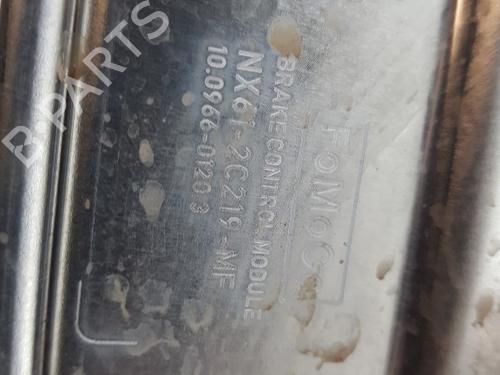 FoMoCo
BRAKE CONTROL MODULE
NX61-2C219-MF
10.0966-0120 3
B PARTS